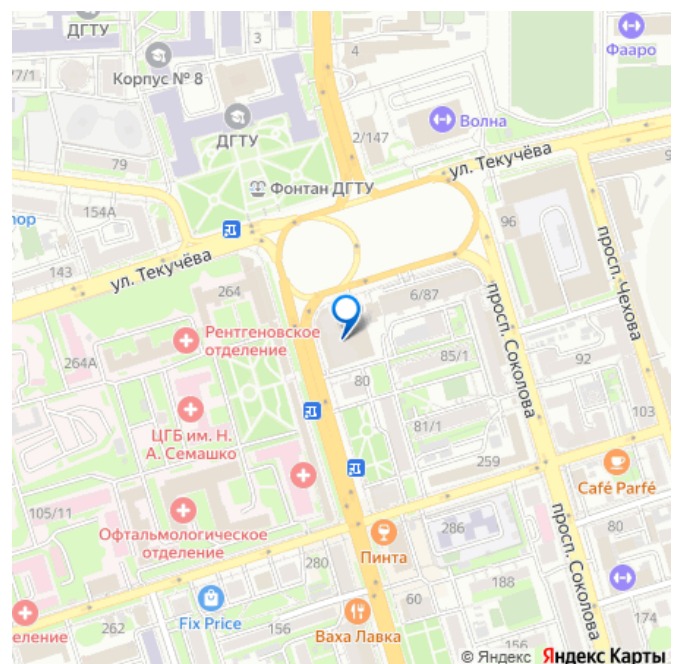 ДГТУ
3
4
Фааро
7/1
Корпус № 8
ДГТУ
2/147
Волна
ул. Текучёва
79
Фонтан ДГТУ
154А
96
просп. Чехова
143
ул. Текучёва
264
6/87
просп. Соколова
Рентгеновское
отделение
264А
85/1
92
80
103
ЦГБ им. Н.
А. Семашко
81/1
259
Café Parfé
105/11
Офтальмологическое
отделение
286
80
просп. Соколова
280
Пинта
188
Fix Price
60
еление
262
156
Ваха Лавка
156
174
© Яндекс Яндекс Карты